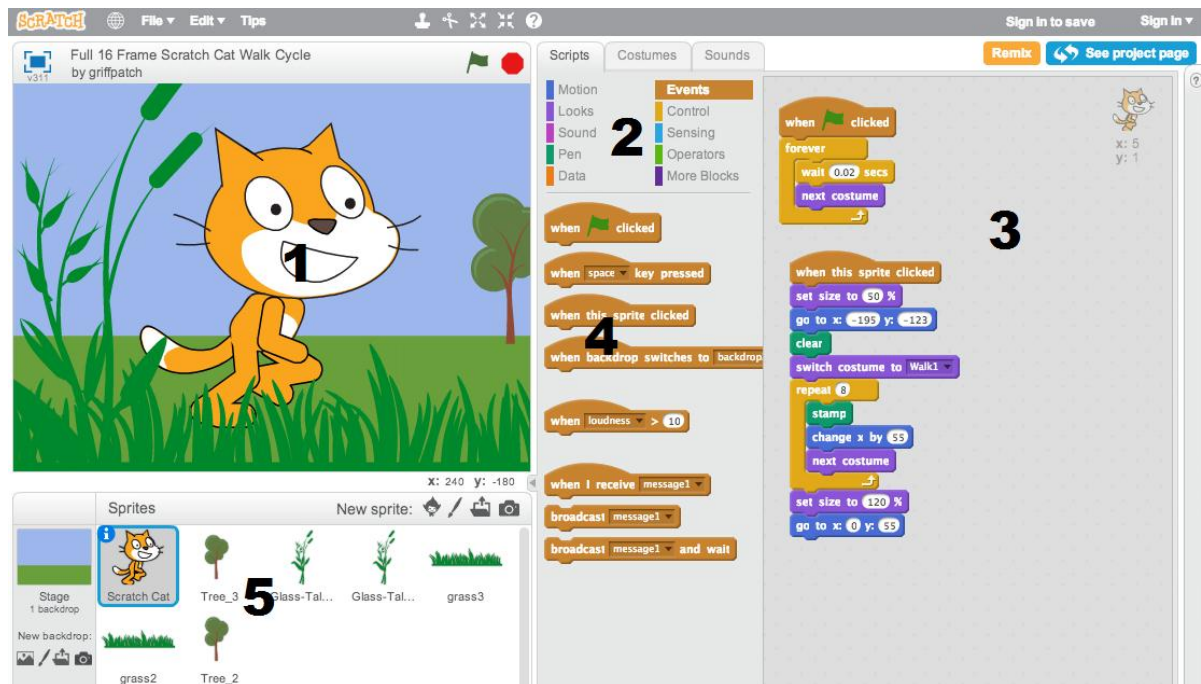 SCRATCH File ▾ Edit ▾ Tips Sign in to save Sign in ▾
v311
Full 16 Frame Scratch Cat Walk Cycle
by griffpatch
1
x: 240 y: -180
Sprites New sprite:
Stage
1 backdrop
New backdrop:
Scratch Cat
Tree_3
Glass-Tal...
Glass-Tal...
grass3
grass2
Tree_2
5
Scripts Costumes Sounds
Motion Events
Looks Control
Sound Sensing
Pen Operators
Data More Blocks
2
when clicked
when space ▾ key pressed
when this sprite clicked
4
when backdrop switches to backdrop
when loudness ▾ > 10
when I receive message1 ▾
broadcast message1 ▾
broadcast message1 ▾ and wait
Remix See project page
when clicked
forever
wait 0.02 secs
next costume
x: 5
y: 1
3
when this sprite clicked
set size to 50 %
go to x: -195 y: -123
clear
switch costume to Walk1 ▾
repeat 8
stamp
change x by 55
next costume
set size to 120 %
go to x: 0 y: 55